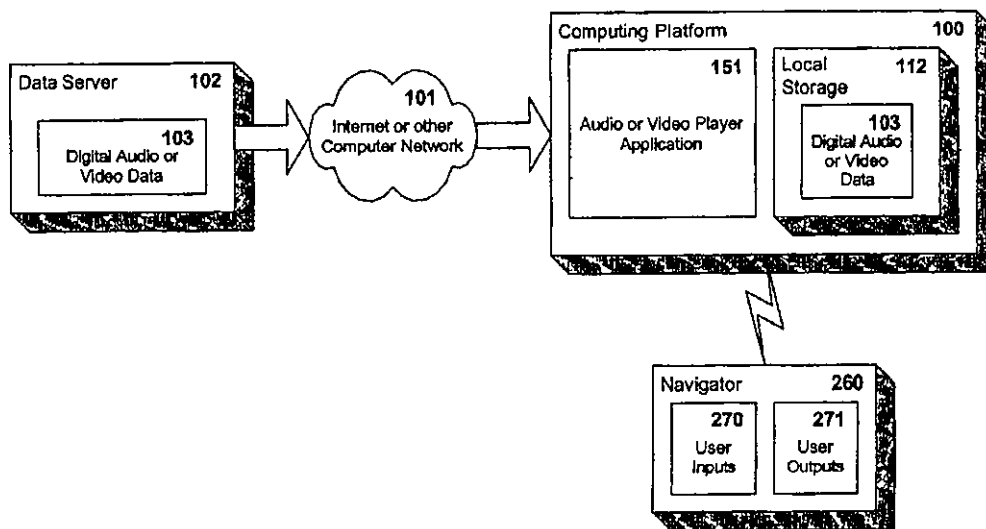 Data Server 102
103
Digital Audio or
Video Data
101
Internet or other
Computer Network
Computing Platform 100
151
Audio or Video Player
Application
Local 112
Storage
103
Digital Audio
or Video
Data
Navigator 260
270
User
Inputs
271
User
Outputs